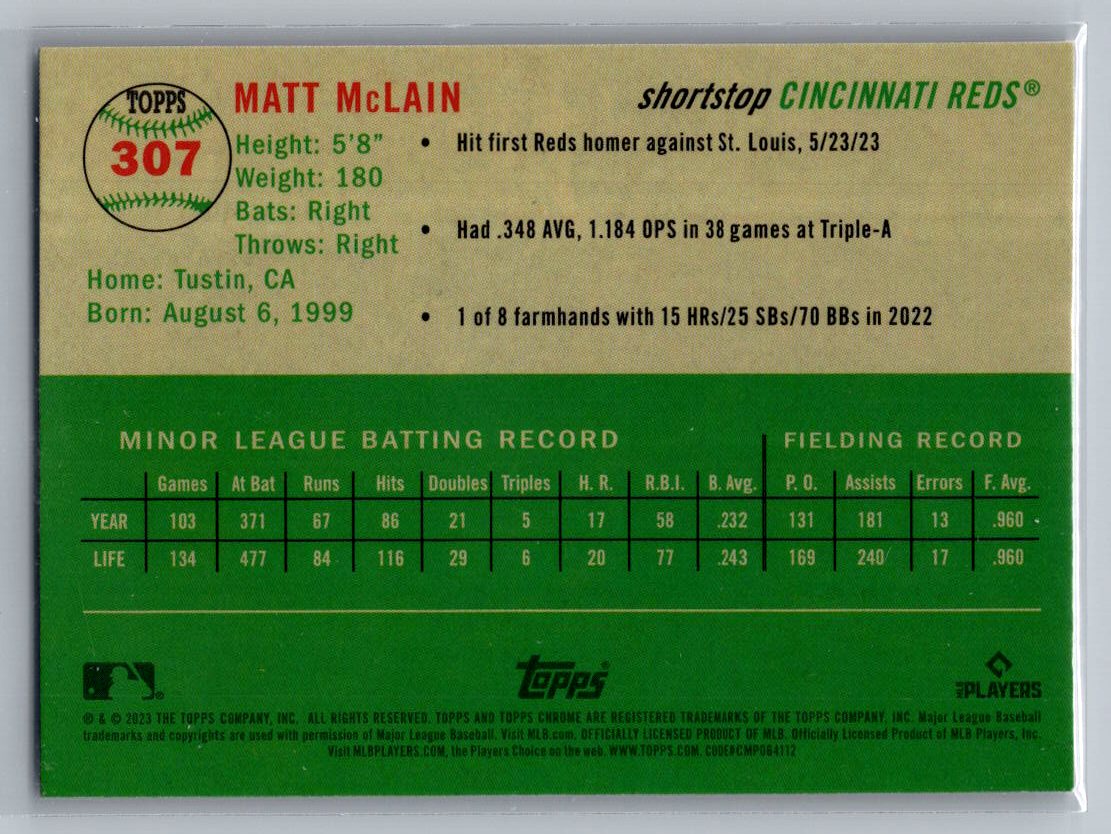 TOPPS
307
MATT McLAIN
shortstop CINCINNATI REDS®
Height: 5'8"
Weight: 180
Bats: Right
Throws: Right
Home: Tustin, CA
Born: August 6, 1999
• Hit first Reds homer against St. Louis, 5/23/23
• Had .348 AVG, 1.184 OPS in 38 games at Triple-A
• 1 of 8 farmhands with 15 HRs/25 SBs/70 BBs in 2022
MINOR LEAGUE BATTING RECORD FIELDING RECORD
Games At Bat Runs Hits Doubles Triples H. R. R.B.I. B. Avg. P. O. Assists Errors F. Avg.
YEAR 103 371 67 86 21 5 17 58 .232 131 181 13 .960
LIFE 134 477 84 116 29 6 20 77 .243 169 240 17 .960
topps®
MLB PLAYERS
® & © 2023 THE TOPPS COMPANY, INC. ALL RIGHTS RESERVED. TOPPS AND TOPPS CHROME ARE REGISTERED TRADEMARKS OF THE TOPPS COMPANY, INC. Major League Baseball
trademarks and copyrights are used with permission of Major League Baseball. Visit MLB.com. OFFICIALLY LICENSED PRODUCT OF MLB. Officially Licensed Product of MLB Players, Inc.
Visit MLBPLAYERS.COM, the Players Choice on the web. WWW.TOPPS.COM. CODE#CMP084112